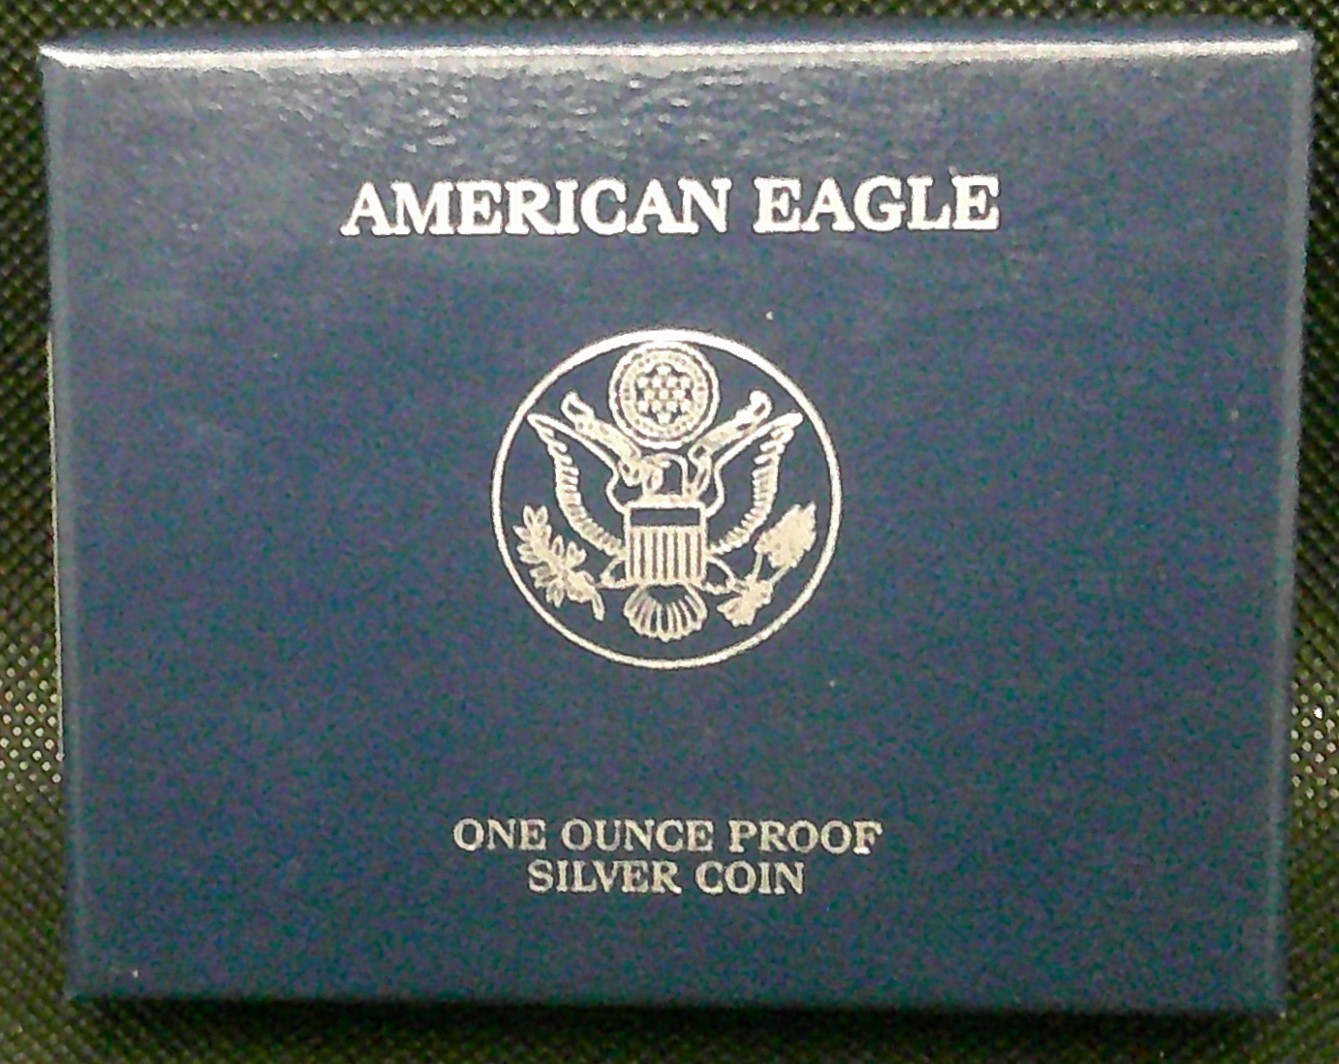 AMERICAN EAGLE
ONE OUNCE PROOF
SILVER COIN